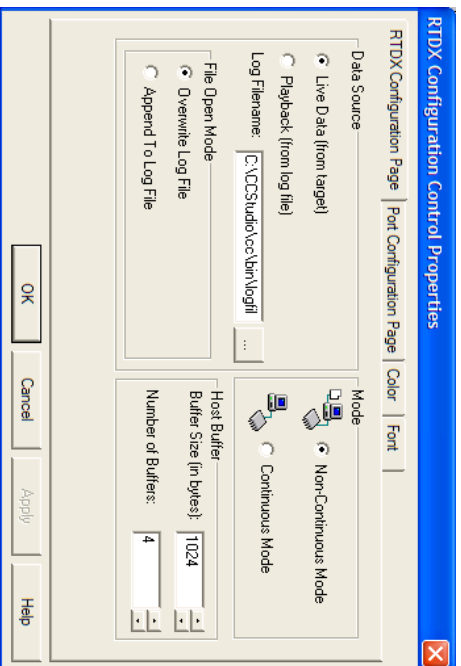 RTDX Configuration Control Properties
RTDX Configuration Page Port Configuration Page Color Font
Data Source
Live Data (from target)
Playback (from log file)
Log Filename: C:\CCStudio\cc\bin\logfil ...
File Open Mode
Overwrite Log File
Append To Log File
Mode
Non-Continuous Mode
Continuous Mode
Host Buffer
Buffer Size (in bytes): 1024
Number of Buffers: 4
OK Cancel Apply Help